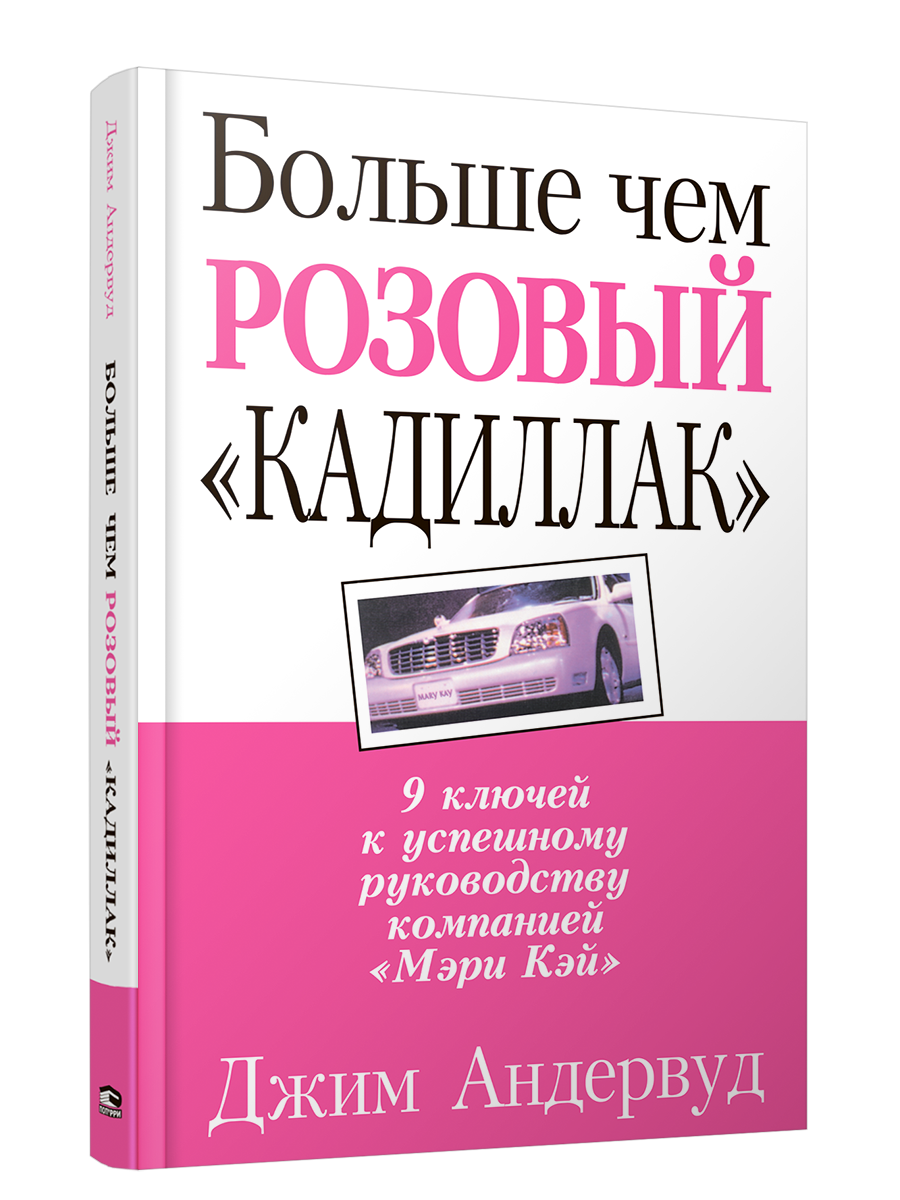 Больше чем
РОЗОВЫЙ
«КАДИЛЛАК»
MARY KAY
9 ключей
к успешному
руководству
компанией
«Мэри Кэй»
Джим Андервуд
Джим Андервуд БОЛЬШЕ ЧЕМ РОЗОВЫЙ «КАДИЛЛАК»
ПОПУРРИ